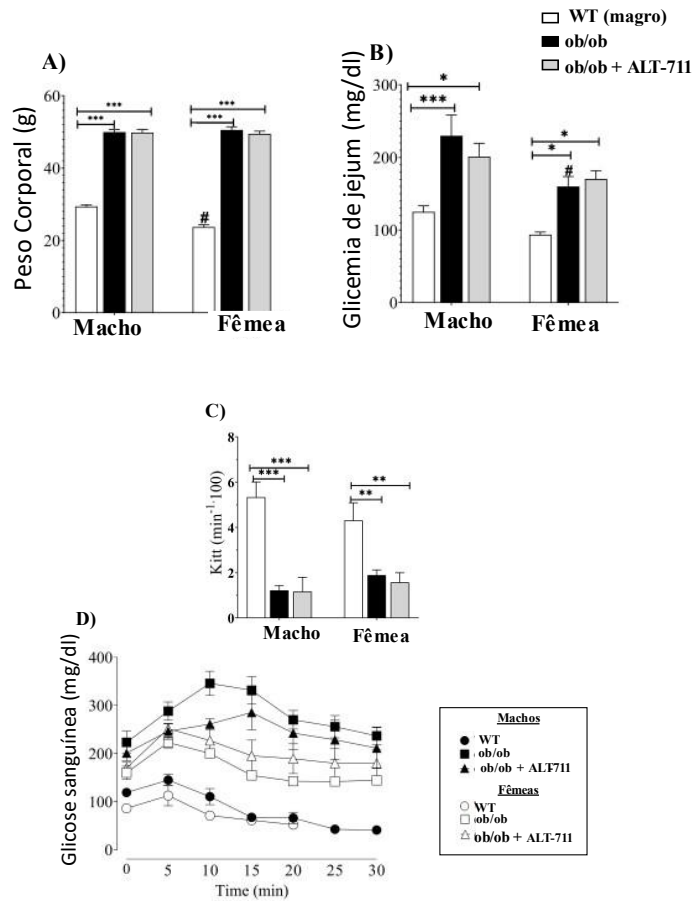 WT (magro)
ob/ob
ob/ob + ALT-711
A)
Peso Corporal (g)
60
40
20
0
***
***
***
***
#
Macho
Fêmea
B)
Glicemia de jejum (mg/dl)
300
200
100
0
*
***
*
*
#
Macho
Fêmea
C)
Kitt (min-1·100)
8
6
4
2
0
***
***
**
**
Macho
Fêmea
D)
Glicose sanguínea (mg/dl)
400
300
200
100
0
0 5 10 15 20 25 30
Time (min)
Machos
WT
ob/ob
ob/ob + ALT-711
Fêmeas
WT
ob/ob
ob/ob + ALT-711